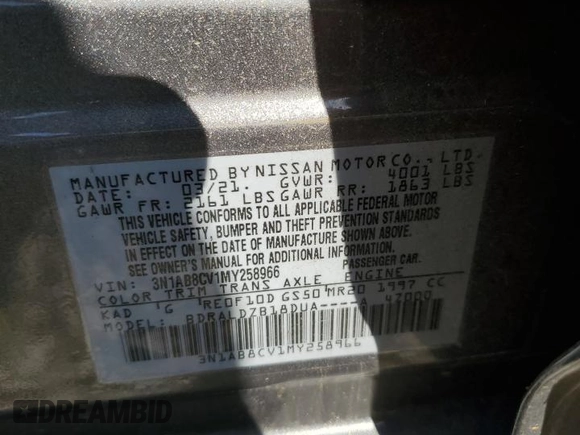 MANUFACTURED BY NISSAN MOTOR CO., LTD.
DATE: 03/21. GVWR: 4001 LBS
GAWR FR: 2161 LBS GAWR RR: 1863 LBS
THIS VEHICLE CONFORMS TO ALL APPLICABLE FEDERAL MOTOR
VEHICLE SAFETY, BUMPER AND THEFT PREVENTION STANDARDS
IN EFFECT ON THE DATE OF MANUFACTURE SHOWN ABOVE.
SEE OWNER'S MANUAL FOR ADDITIONAL INFORMATION.
VIN: 3N1AB8CV1MY258966 PASSENGER CAR.
COLOR TRIM TRANS AXLE ENGINE
KAD G RE0F10D GS50 MR20 1997 CC
MODEL: BDRALDZB18DUA-----A 47000
3N1AB8CV1MY258966
DREAMBID